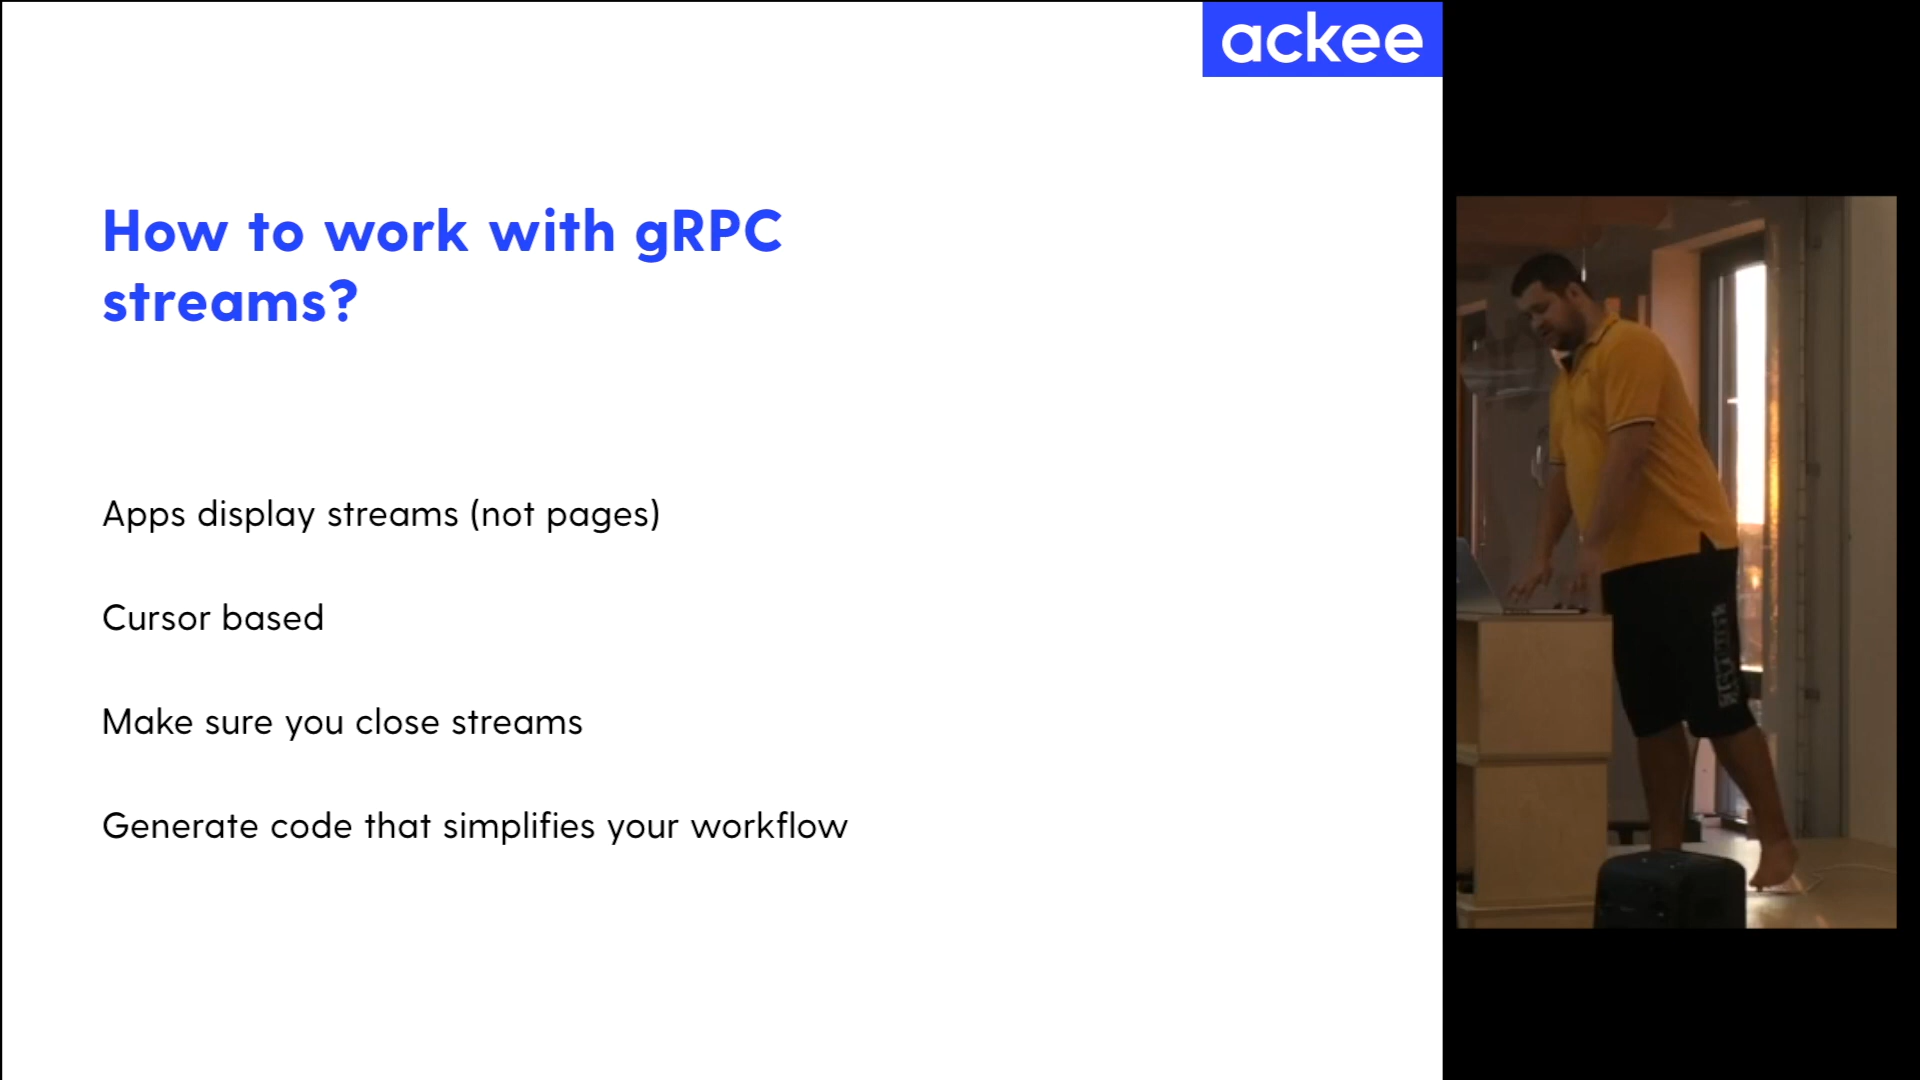 ackee
How to work with gRPC
streams?
Apps display streams (not pages)
Cursor based
Make sure you close streams
Generate code that simplifies your workflow